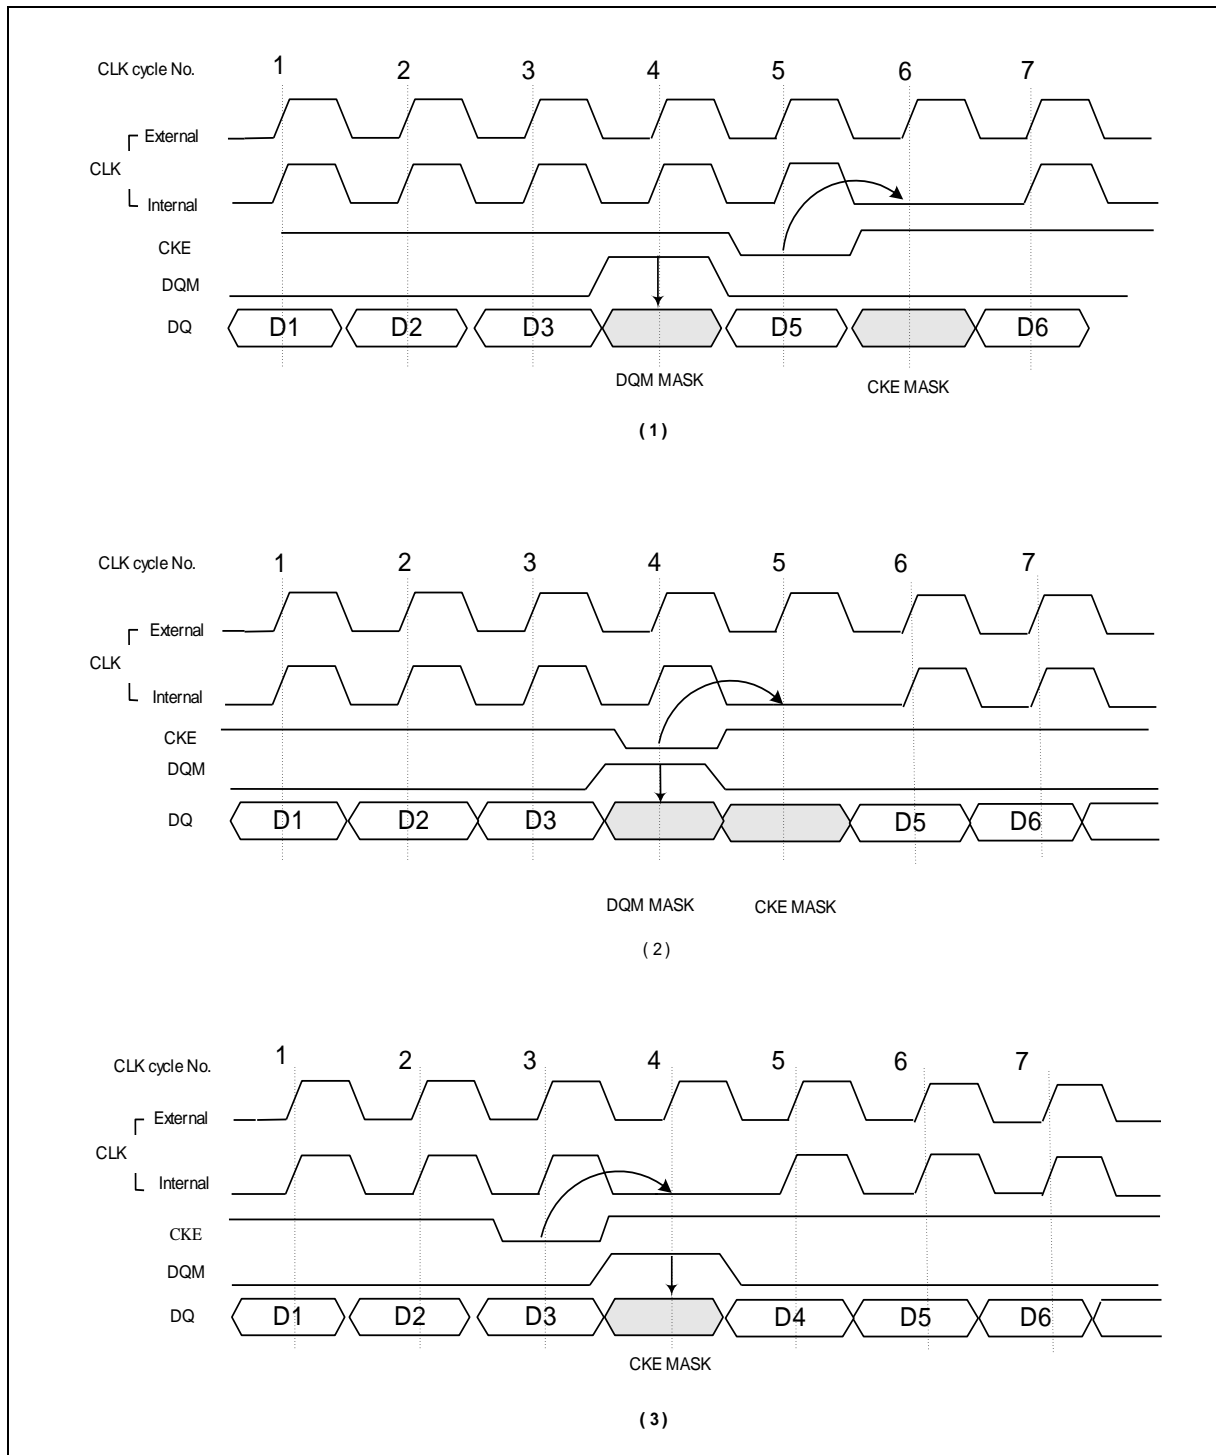 CLK cycle No. 1 2 3 4 5 6 7
External
CLK
Internal
CKE
DQM
DQ D1 D2 D3 D5 D6
DQM MASK CKE MASK
( 1 )
CLK cycle No. 1 2 3 4 5 6 7
External
CLK
Internal
CKE
DQM
DQ D1 D2 D3 D5 D6
DQM MASK CKE MASK
( 2 )
CLK cycle No. 1 2 3 4 5 6 7
External
CLK
Internal
CKE
DQM
DQ D1 D2 D3 D4 D5 D6
CKE MASK
( 3 )